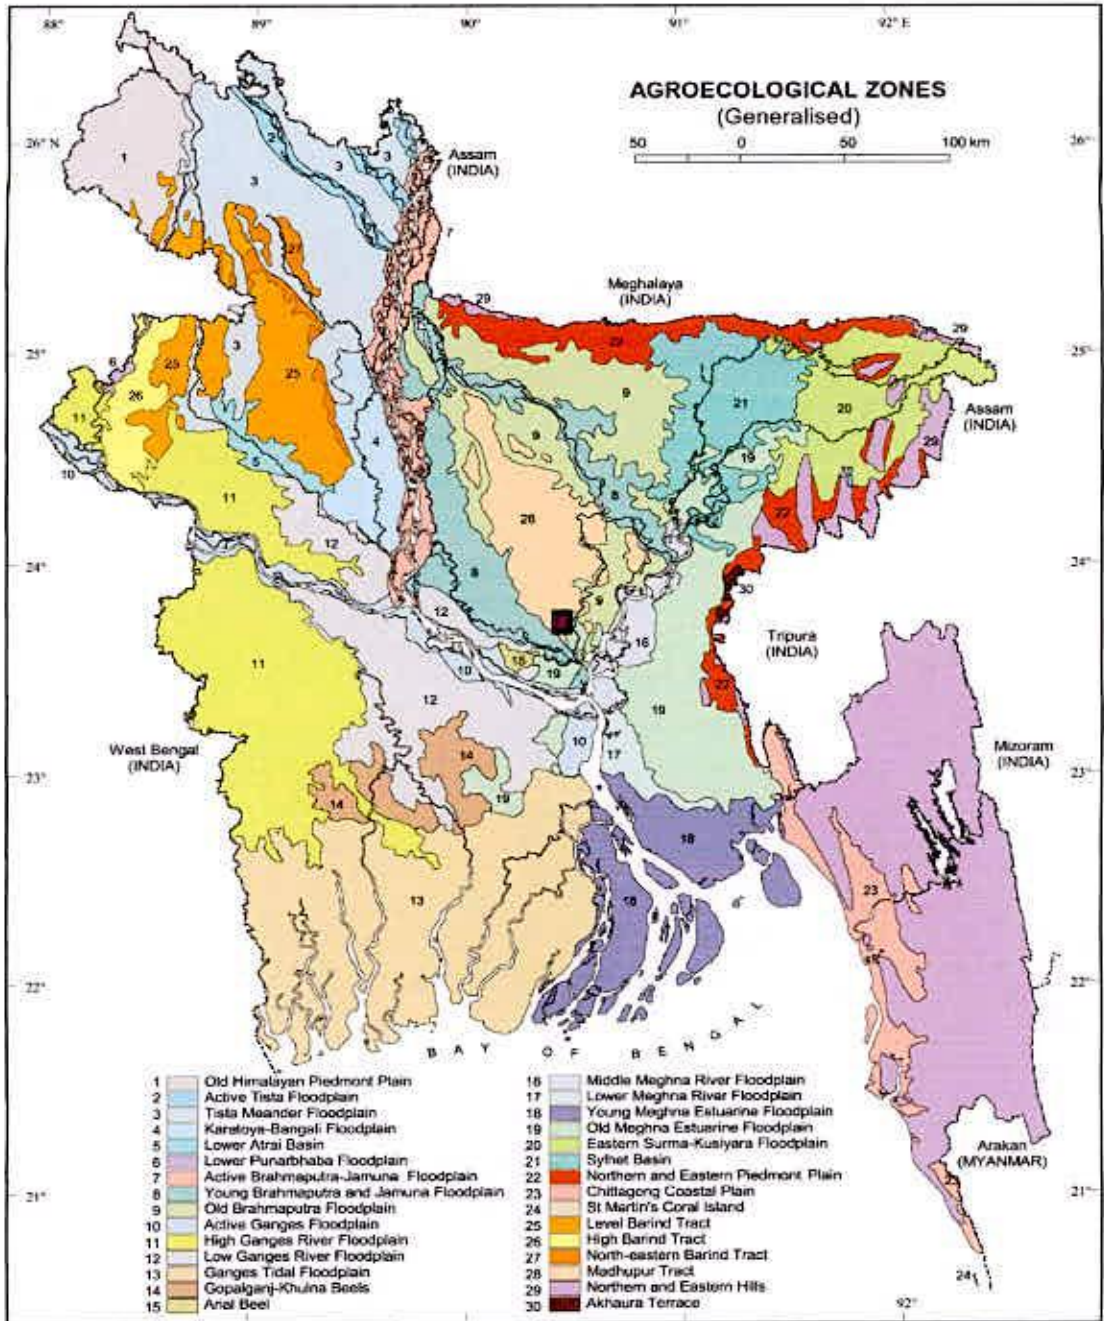 88° 89° 90° 91° 92° E
AGROECOLOGICAL ZONES
(Generalised)
50 0 50 100 km
26° N
26°
Assam
(INDIA)
Meghalaya
(INDIA)
25°
25°
Assam
(INDIA)
24°
24°
Tripura
(INDIA)
West Bengal
(INDIA)
Mizoram
(INDIA)
23°
23°
22°
22°
BAY OF BENGAL
Arakan
(MYANMAR)
21°
21°
92°
1 Old Himalayan Piedmont Plain
2 Active Tista Floodplain
3 Tista Meander Floodplain
4 Karatoya-Bangali Floodplain
5 Lower Atrai Basin
6 Lower Punarbhaba Floodplain
7 Active Brahmaputra-Jamuna Floodplain
8 Young Brahmaputra and Jamuna Floodplain
9 Old Brahmaputra Floodplain
10 Active Ganges Floodplain
11 High Ganges River Floodplain
12 Low Ganges River Floodplain
13 Ganges Tidal Floodplain
14 Gopalganj-Khulna Beels
15 Arial Beel
16 Middle Meghna River Floodplain
17 Lower Meghna River Floodplain
18 Young Meghna Estuarine Floodplain
19 Old Meghna Estuarine Floodplain
20 Eastern Surma-Kusiyara Floodplain
21 Sylhet Basin
22 Northern and Eastern Piedmont Plain
23 Chittagong Coastal Plain
24 St Martin's Coral Island
25 Level Barind Tract
26 High Barind Tract
27 North-eastern Barind Tract
28 Madhupur Tract
29 Northern and Eastern Hills
30 Akhaura Terrace